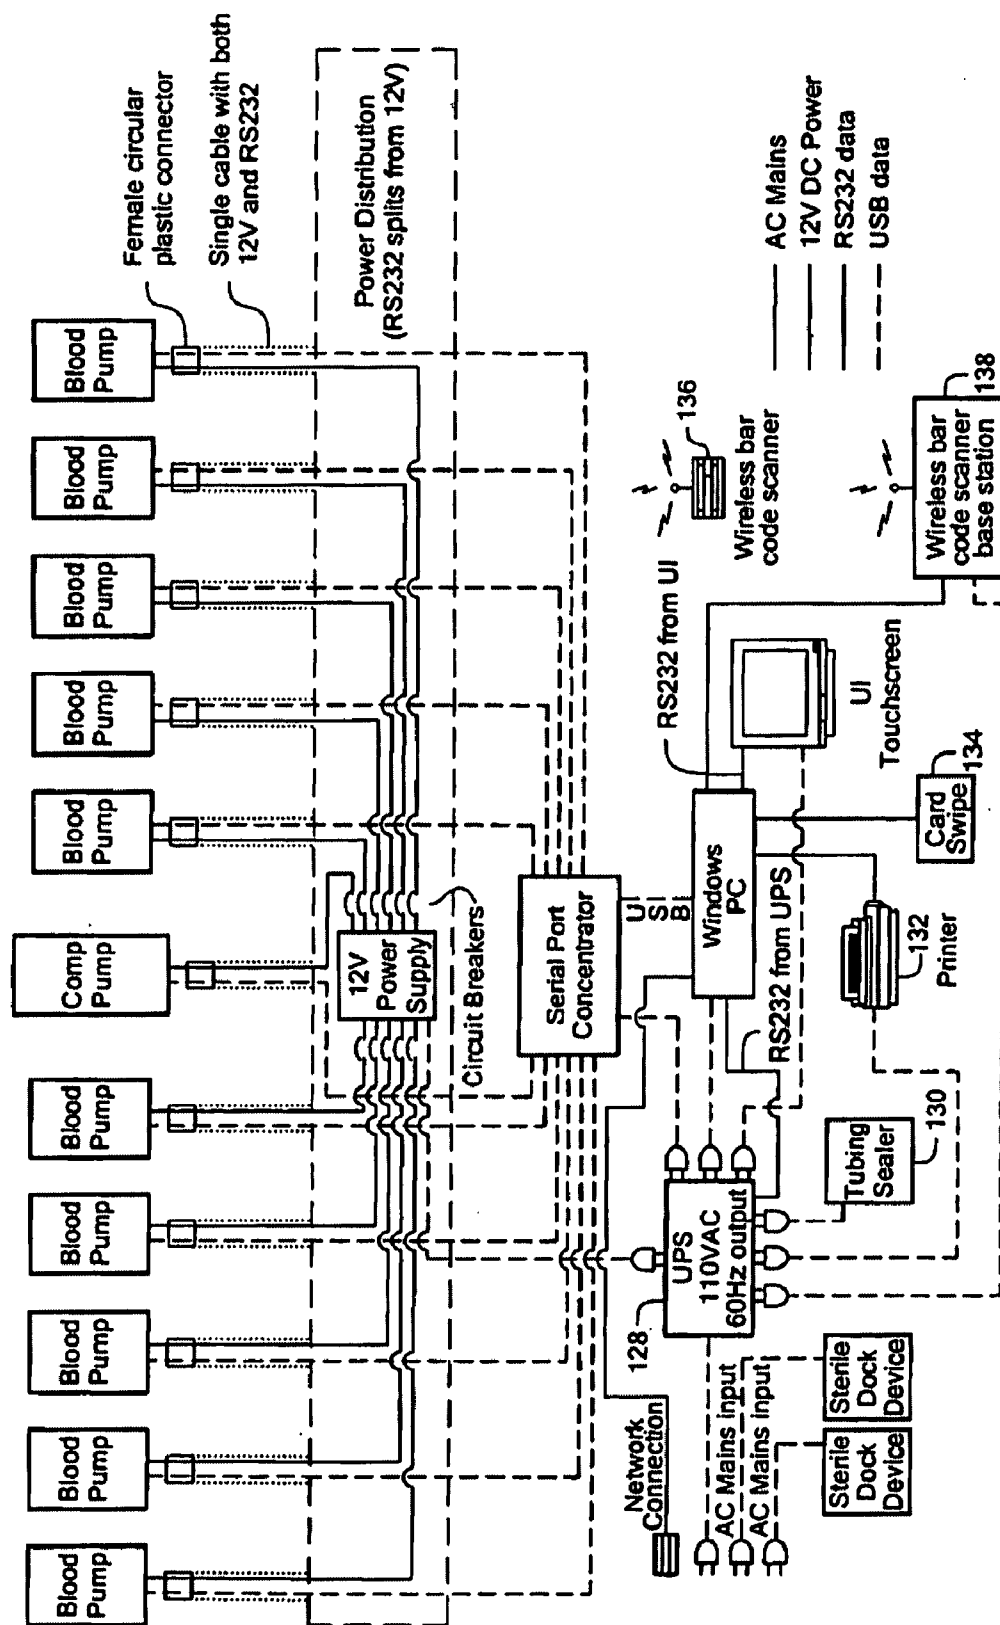 Blood
Pump
Blood
Pump
Blood
Pump
Blood
Pump
Blood
Pump
Comp
Pump
Blood
Pump
Blood
Pump
Blood
Pump
Blood
Pump
Blood
Pump
Female circular
plastic connector
Single cable with both
12V and RS232
Power Distribution
(RS232 splits from 12V)
12V
Power
Supply
Circuit Breakers
Serial Port
Concentrator
USB
Network
Connection
AC Mains input
AC Mains input
128
UPS
110VAC
60Hz output
Windows
PC
RS232 from UPS
RS232 from UI
UI
Touchscreen
Wireless bar
code scanner
136
AC Mains
12V DC Power
RS232 data
USB data
Sterile
Dock
Device
Sterile
Dock
Device
Tubing
Sealer
130
132
Printer
Card
Swipe
134
Wireless bar
code scanner
base station
138